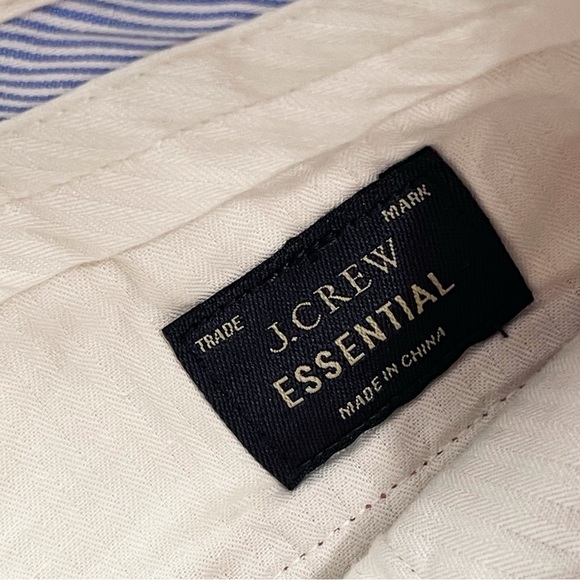 TRADE MARK
J.CREW
ESSENTIAL
MADE IN CHINA